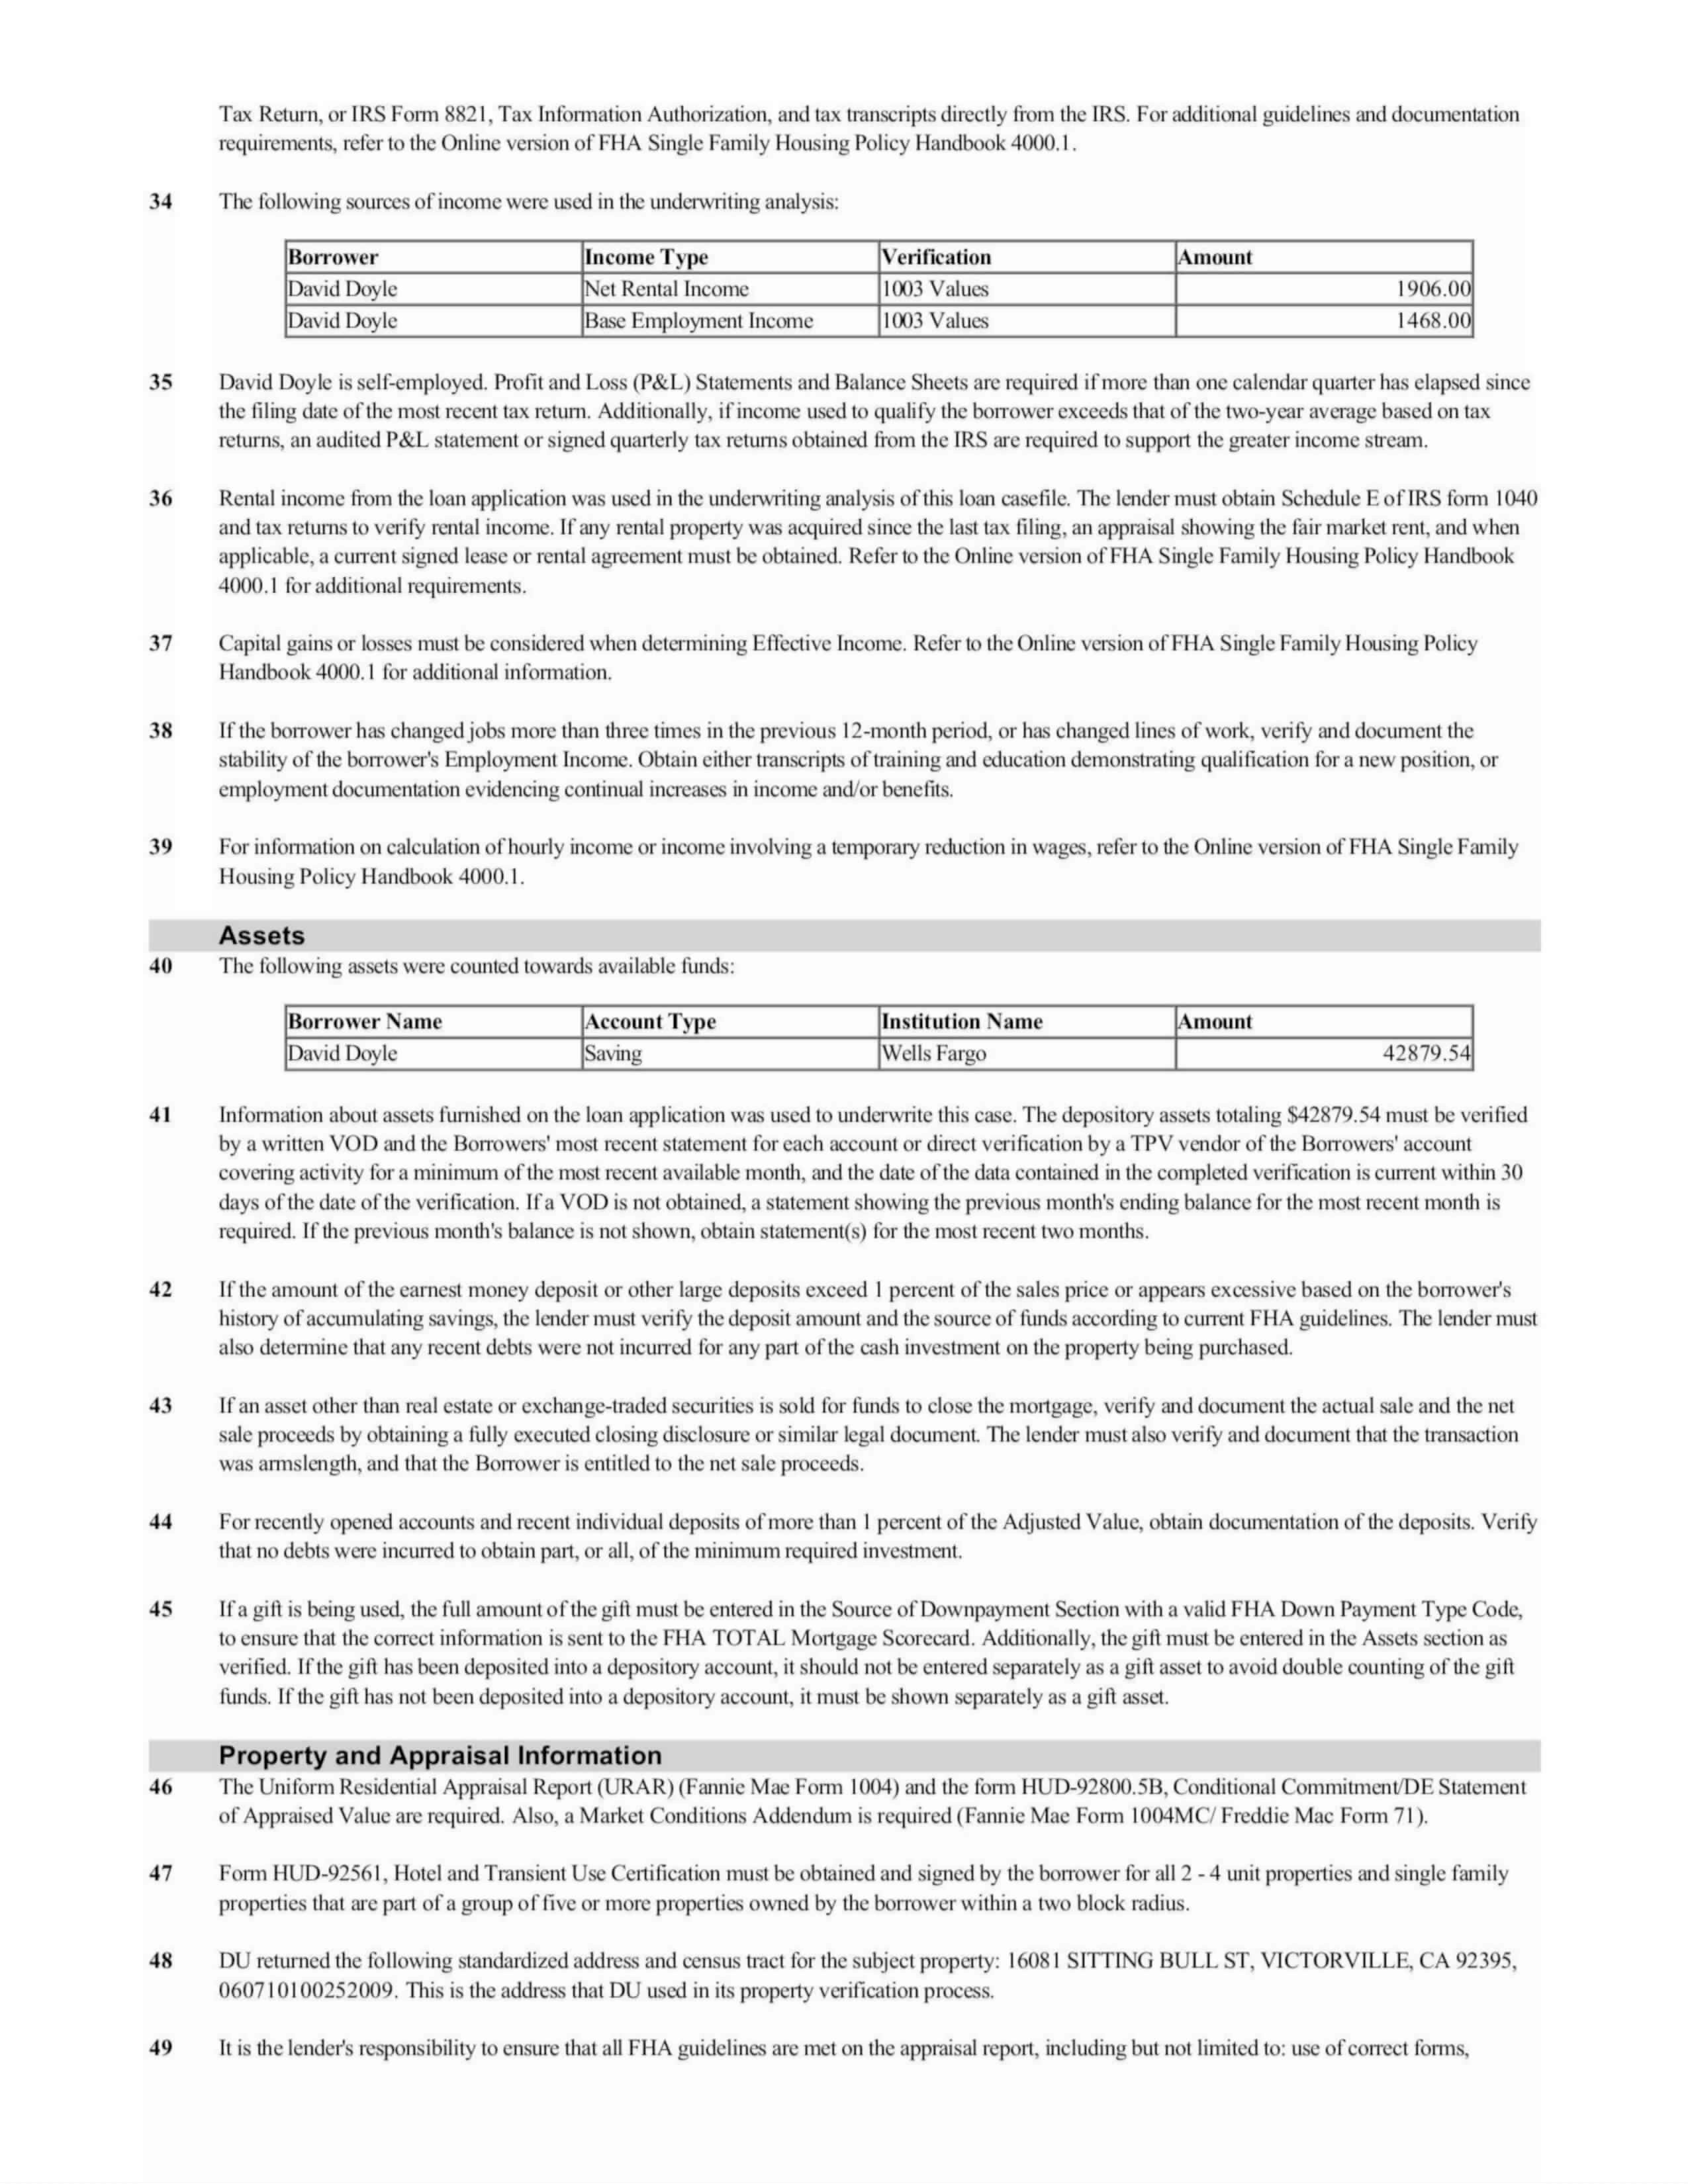 Tax Return, or IRS Form 8821, Tax Information Authorization, and tax transcripts directly from the IRS. For additional guidelines and documentation
requirements, refer to the Online version of FHA Single Family Housing Policy Handbook 4000.1.
34 The following sources of income were used in the underwriting analysis:
Borrower Income Type Verification Amount
David Doyle Net Rental Income 1003 Values 1906.00
David Doyle Base Employment Income 1003 Values 1468.00
35 David Doyle is self-employed. Profit and Loss (P&L) Statements and Balance Sheets are required if more than one calendar quarter has elapsed since
the filing date of the most recent tax return. Additionally, if income used to qualify the borrower exceeds that of the two-year average based on tax
returns, an audited P&L statement or signed quarterly tax returns obtained from the IRS are required to support the greater income stream.
36 Rental income from the loan application was used in the underwriting analysis of this loan casefile. The lender must obtain Schedule E of IRS form 1040
and tax returns to verify rental income. If any rental property was acquired since the last tax filing, an appraisal showing the fair market rent, and when
applicable, a current signed lease or rental agreement must be obtained. Refer to the Online version of FHA Single Family Housing Policy Handbook
4000.1 for additional requirements.
37 Capital gains or losses must be considered when determining Effective Income. Refer to the Online version of FHA Single Family Housing Policy
Handbook 4000.1 for additional information.
38 If the borrower has changed jobs more than three times in the previous 12-month period, or has changed lines of work, verify and document the
stability of the borrower's Employment Income. Obtain either transcripts of training and education demonstrating qualification for a new position, or
employment documentation evidencing continual increases in income and/or benefits.
39 For information on calculation of hourly income or income involving a temporary reduction in wages, refer to the Online version of FHA Single Family
Housing Policy Handbook 4000.1.
Assets
40 The following assets were counted towards available funds:
Borrower Name Account Type Institution Name Amount
David Doyle Saving Wells Fargo 42879.54
41 Information about assets furnished on the loan application was used to underwrite this case. The depository assets totaling $42879.54 must be verified
by a written VOD and the Borrowers' most recent statement for each account or direct verification by a TPV vendor of the Borrowers' account
covering activity for a minimum of the most recent available month, and the date of the data contained in the completed verification is current within 30
days of the date of the verification. If a VOD is not obtained, a statement showing the previous month's ending balance for the most recent month is
required. If the previous month's balance is not shown, obtain statement(s) for the most recent two months.
42 If the amount of the earnest money deposit or other large deposits exceed 1 percent of the sales price or appears excessive based on the borrower's
history of accumulating savings, the lender must verify the deposit amount and the source of funds according to current FHA guidelines. The lender must
also determine that any recent debts were not incurred for any part of the cash investment on the property being purchased.
43 If an asset other than real estate or exchange-traded securities is sold for funds to close the mortgage, verify and document the actual sale and the net
sale proceeds by obtaining a fully executed closing disclosure or similar legal document. The lender must also verify and document that the transaction
was armslength, and that the Borrower is entitled to the net sale proceeds.
44 For recently opened accounts and recent individual deposits of more than 1 percent of the Adjusted Value, obtain documentation of the deposits. Verify
that no debts were incurred to obtain part, or all, of the minimum required investment.
45 If a gift is being used, the full amount of the gift must be entered in the Source of Downpayment Section with a valid FHA Down Payment Type Code,
to ensure that the correct information is sent to the FHA TOTAL Mortgage Scorecard. Additionally, the gift must be entered in the Assets section as
verified. If the gift has been deposited into a depository account, it should not be entered separately as a gift asset to avoid double counting of the gift
funds. If the gift has not been deposited into a depository account, it must be shown separately as a gift asset.
Property and Appraisal Information
46 The Uniform Residential Appraisal Report (URAR) (Fannie Mae Form 1004) and the form HUD-92800.5B, Conditional Commitment/DE Statement
of Appraised Value are required. Also, a Market Conditions Addendum is required (Fannie Mae Form 1004MC/ Freddie Mac Form 71).
47 Form HUD-92561, Hotel and Transient Use Certification must be obtained and signed by the borrower for all 2 - 4 unit properties and single family
properties that are part of a group of five or more properties owned by the borrower within a two block radius.
48 DU returned the following standardized address and census tract for the subject property: 16081 SITTING BULL ST, VICTORVILLE, CA 92395,
060710100252009. This is the address that DU used in its property verification process.
49 It is the lender's responsibility to ensure that all FHA guidelines are met on the appraisal report, including but not limited to: use of correct forms,